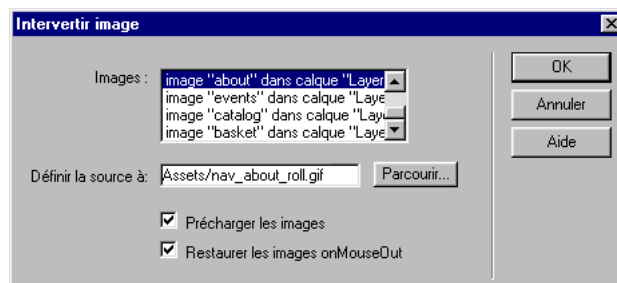 Intervertir image
Images :
image "about" dans calque "Layer
image "events" dans calque "Laye
image "catalog" dans calque "Layı
image "basket" dans calque "Laye
Définir la source à:
Assets/nav_about_roll.gif
Parcourir...
Précharger les images
Restaurer les images onMouseOut
OK
Annuler
Aide